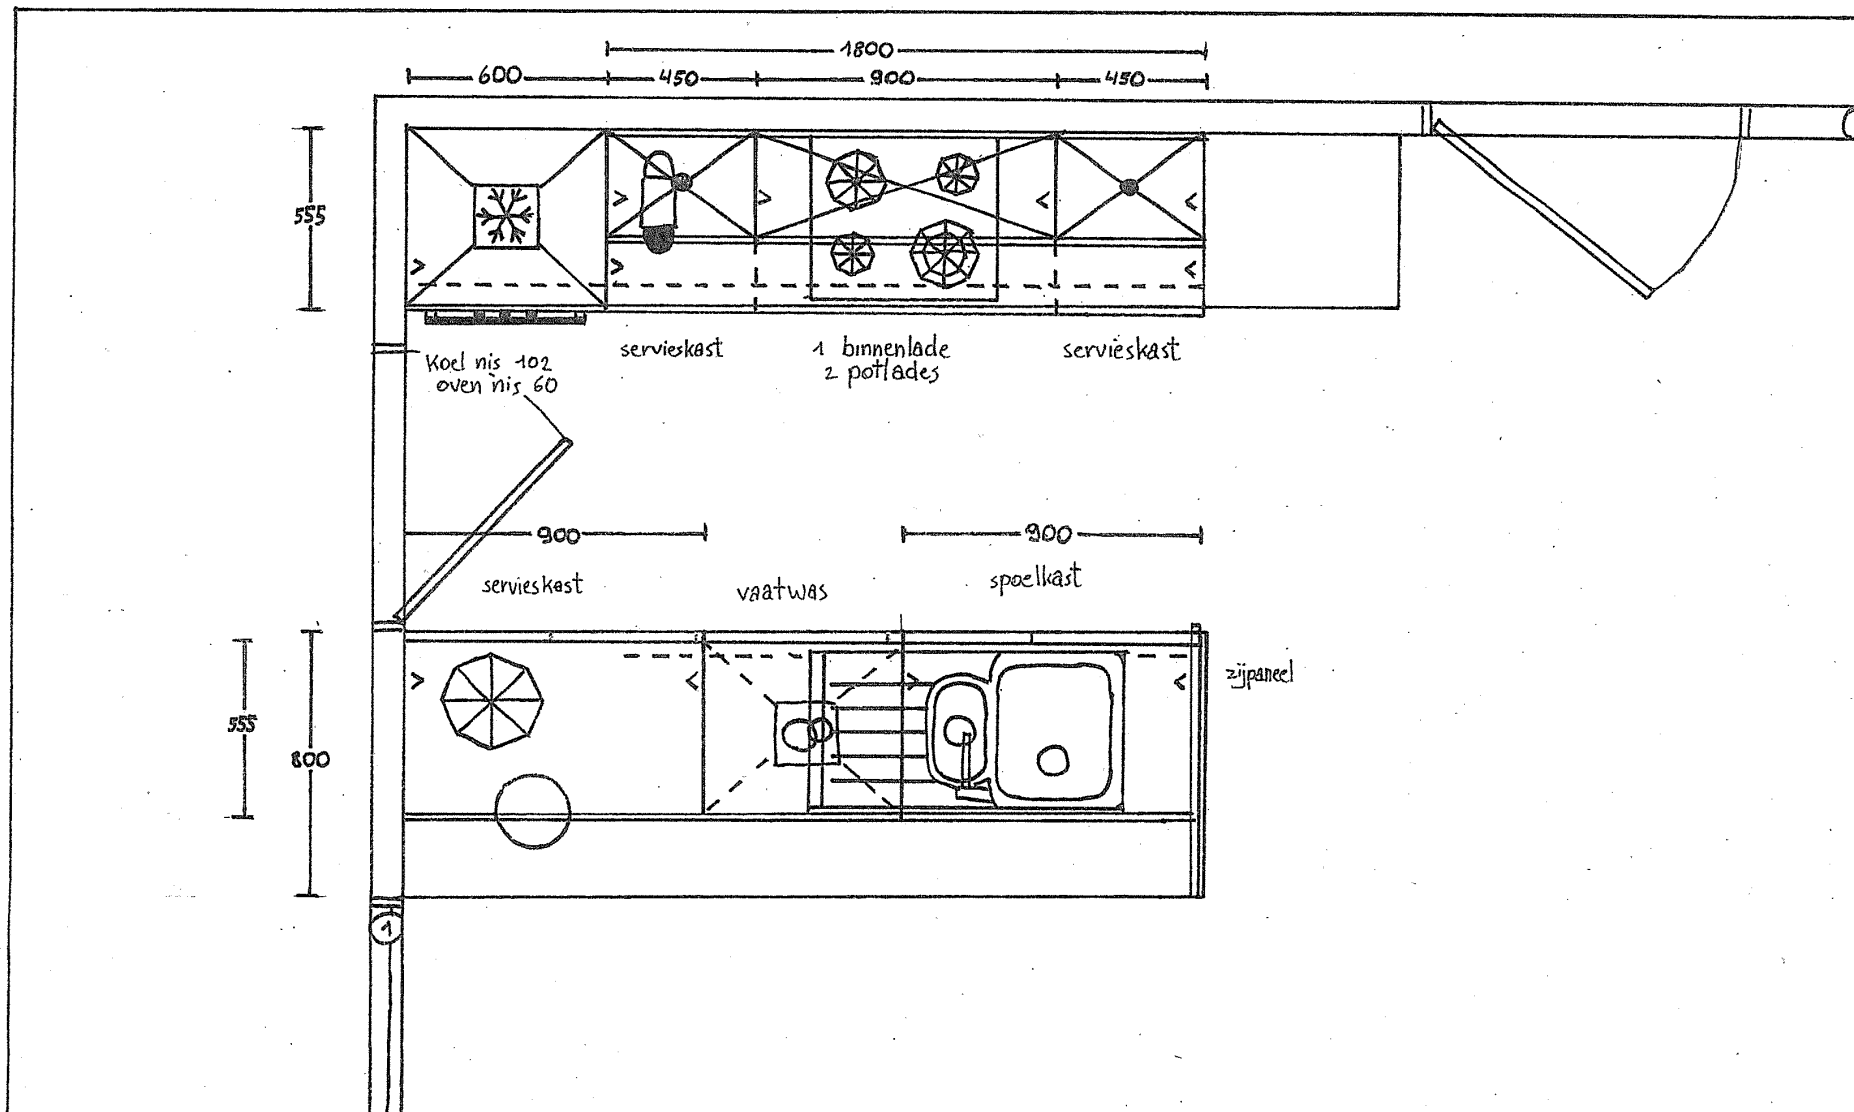 1800
600 450 900 450
555
Koel nis 102
oven nis 60
servieskast
1 binnenlade
2 potlades
servieskast
900 900
servieskast
vaatwas
spoelkast
zijpaneel
555
800
1